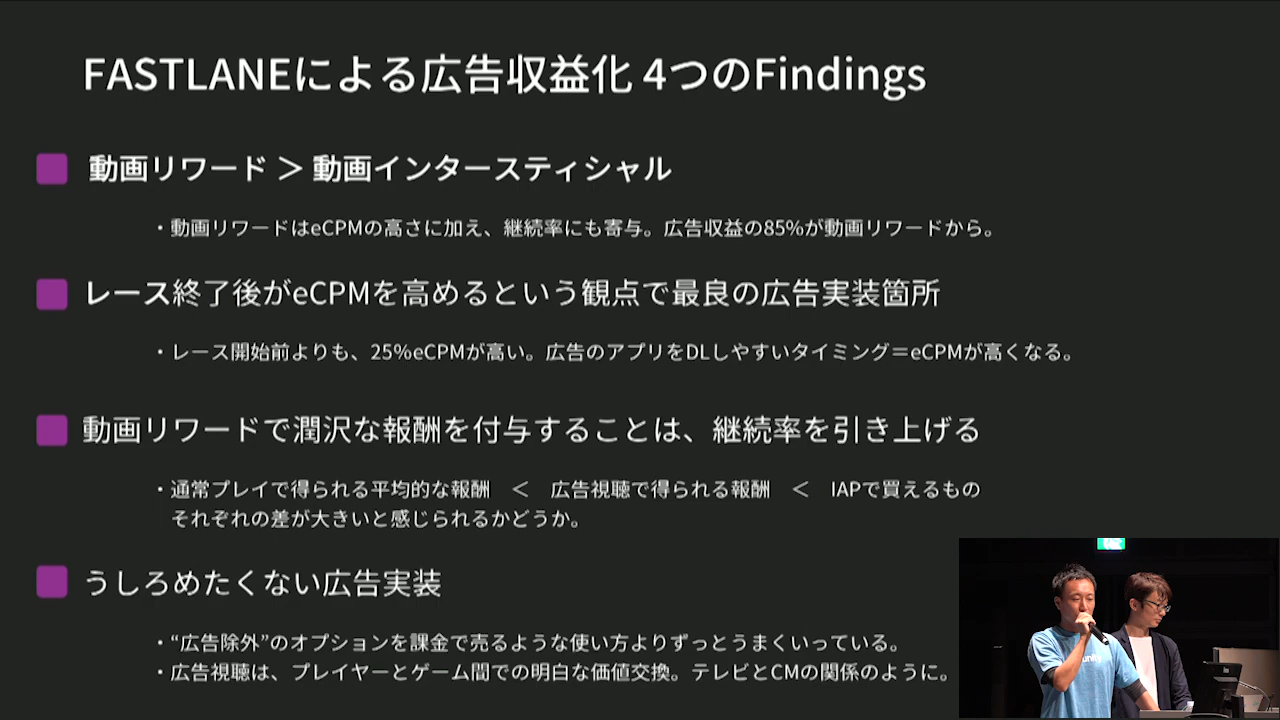 FASTLANEによる広告収益化 4つのFindings
動画リワード ＞ 動画インタースティシャル
・動画リワードはeCPMの高さに加え、継続率にも寄与。広告収益の85%が動画リワードから。
レース終了後がeCPMを高めるという観点で最良の広告実装箇所
・レース開始前よりも、25%eCPMが高い。広告のアプリをDLしやすいタイミング＝eCPMが高くなる。
動画リワードで潤沢な報酬を付与することは、継続率を引き上げる
・通常プレイで得られる平均的な報酬　＜　広告視聴で得られる報酬　＜　IAPで買えるもの
それぞれの差が大きいと感じられるかどうか。
うしろめたくない広告実装
・“広告除外”のオプションを課金で売るような使い方よりずっとうまくいっている。
・広告視聴は、プレイヤーとゲーム間での明白な価値交換。テレビとCMの関係のように。
unity